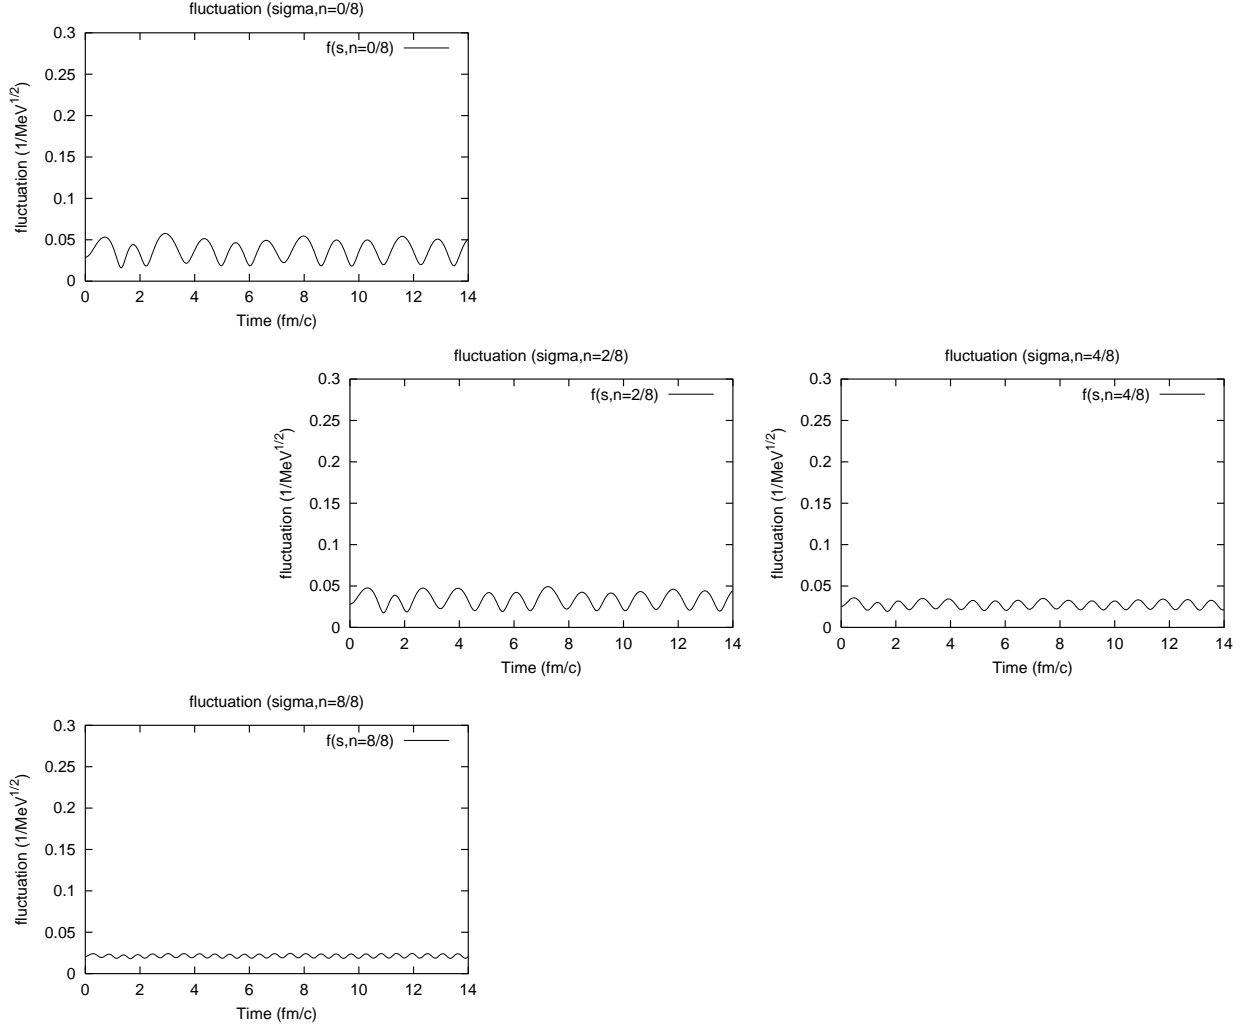 fluctuation (sigma,n=0/8)
fluctuation (1/MeV^1/2)
0.3
0.25
0.2
0.15
0.1
0.05
0
f(s,n=0/8)
0 2 4 6 8 10 12 14
Time (fm/c)
fluctuation (sigma,n=2/8)
fluctuation (1/MeV^1/2)
0.3
0.25
0.2
0.15
0.1
0.05
0
f(s,n=2/8)
0 2 4 6 8 10 12 14
Time (fm/c)
fluctuation (sigma,n=4/8)
fluctuation (1/MeV^1/2)
0.3
0.25
0.2
0.15
0.1
0.05
0
f(s,n=4/8)
0 2 4 6 8 10 12 14
Time (fm/c)
fluctuation (sigma,n=8/8)
fluctuation (1/MeV^1/2)
0.3
0.25
0.2
0.15
0.1
0.05
0
f(s,n=8/8)
0 2 4 6 8 10 12 14
Time (fm/c)